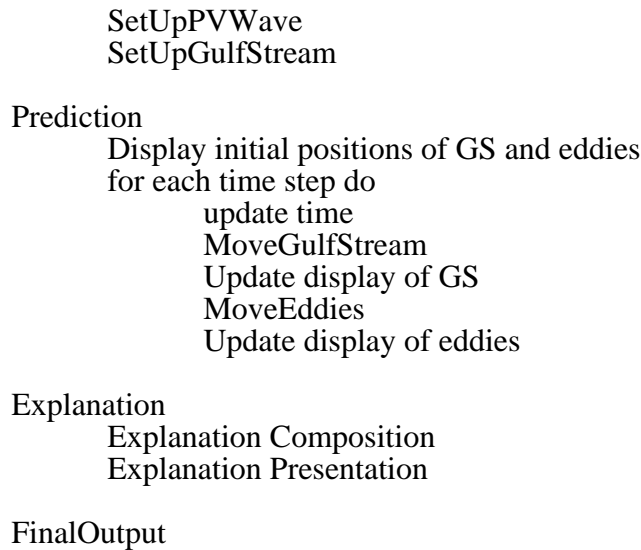 SetUpPVWave
SetUpGulfStream
Prediction
Display initial positions of GS and eddies
for each time step do
update time
MoveGulfStream
Update display of GS
MoveEddies
Update display of eddies
Explanation
Explanation Composition
Explanation Presentation
FinalOutput